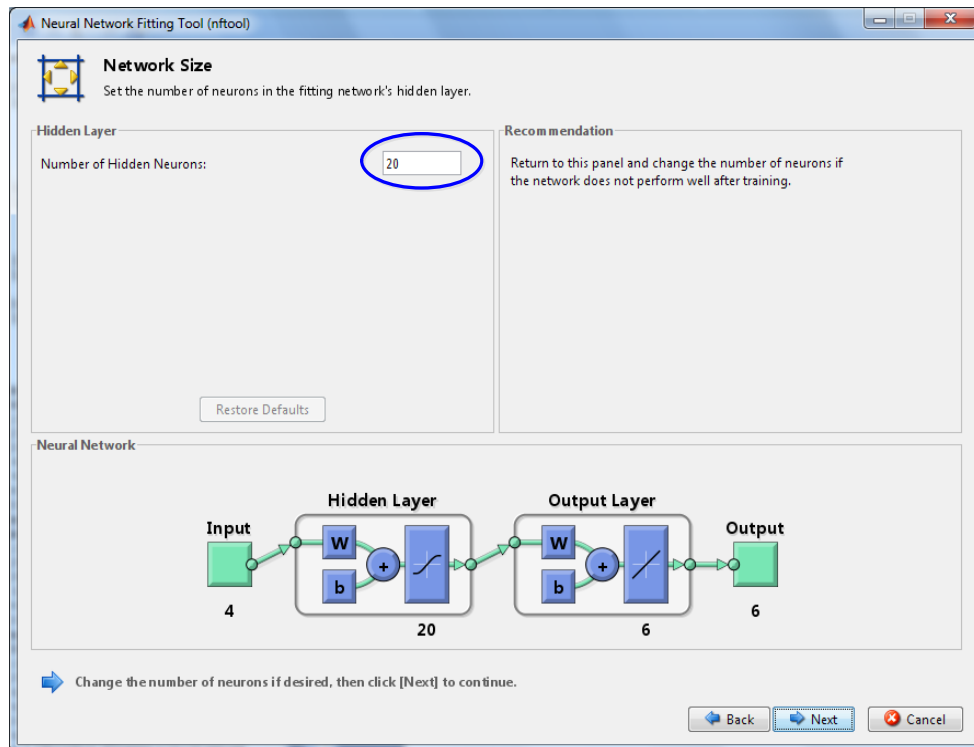 Neural Network Fitting Tool (nftool)
Network Size
Set the number of neurons in the fitting network's hidden layer.
Hidden Layer
Number of Hidden Neurons:
20
Restore Defaults
Recommendation
Return to this panel and change the number of neurons if
the network does not perform well after training.
Neural Network
Hidden Layer
Output Layer
Input
Output
W
W
+
+
b
b
4
20
6
6
Change the number of neurons if desired, then click [Next] to continue.
Back
Next
Cancel